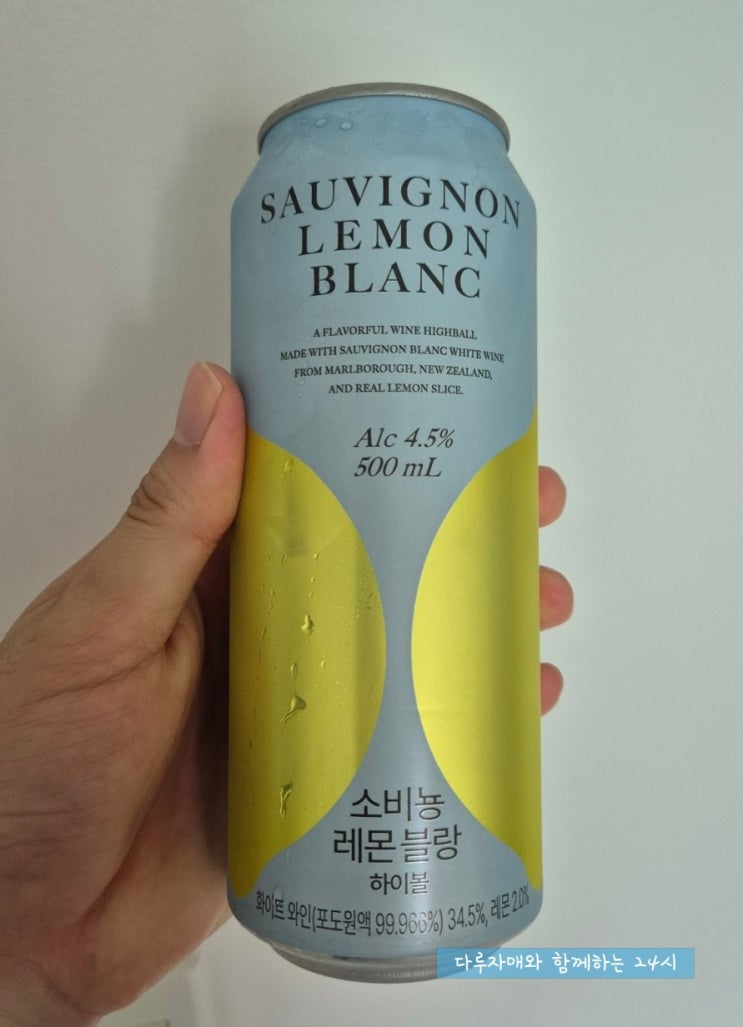 SAUVIGNON
LEMON
BLANC
A FLAVORFUL WINE HIGHBALL
MADE WITH SAUVIGNON BLANC WHITE WINE
FROM MARLBOROUGH, NEW ZEALAND,
AND REAL LEMON SLICE.
Alc 4.5%
500 mL
소비뇽
레몬 블랑
하이볼
화이트 와인(포도원액 99.966%) 34.5%, 레몬 2.0%
다루자매와 함께하는 24시